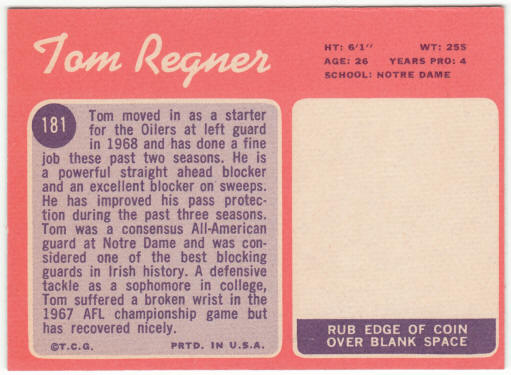 Tom Regner
HT: 6'1" WT: 255
AGE: 26 YEARS PRO: 4
SCHOOL: NOTRE DAME
181
Tom moved in as a starter
for the Oilers at left guard
in 1968 and has done a fine
job these past two seasons. He is
a powerful straight ahead blocker
and an excellent blocker on sweeps.
He has improved his pass protec-
tion during the past three seasons.
Tom was a consensus All-American
guard at Notre Dame and was con-
sidered one of the best blocking
guards in Irish history. A defensive
tackle as a sophomore in college,
Tom suffered a broken wrist in the
1967 AFL championship game but
has recovered nicely.
©T.C.G. PRTD. IN U.S.A.
RUB EDGE OF COIN
OVER BLANK SPACE